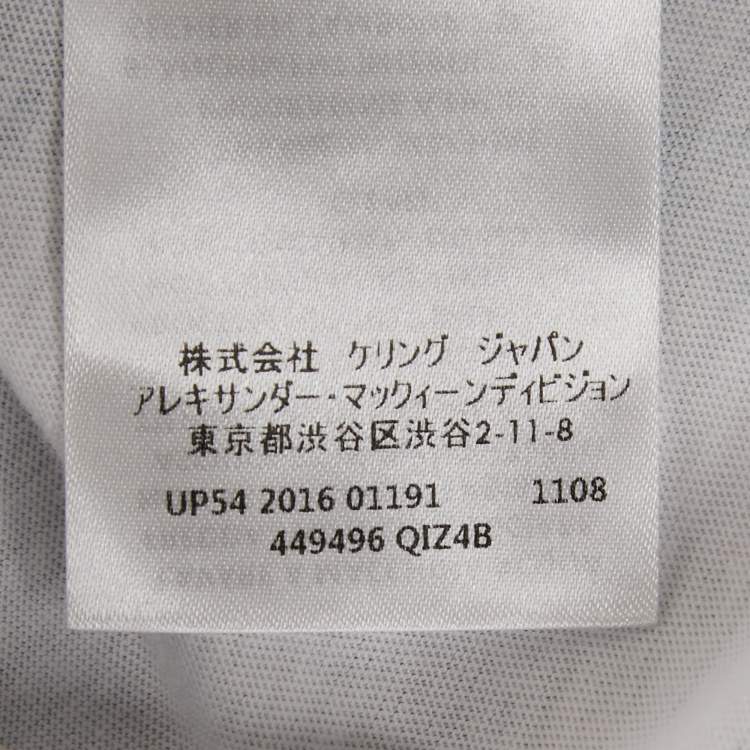 株式会社 ケリング ジャパン
アレキサンダー・マックィーンディビジョン
東京都渋谷区渋谷2-11-8
UP54 2016 01191 1108
449496 QIZ4B